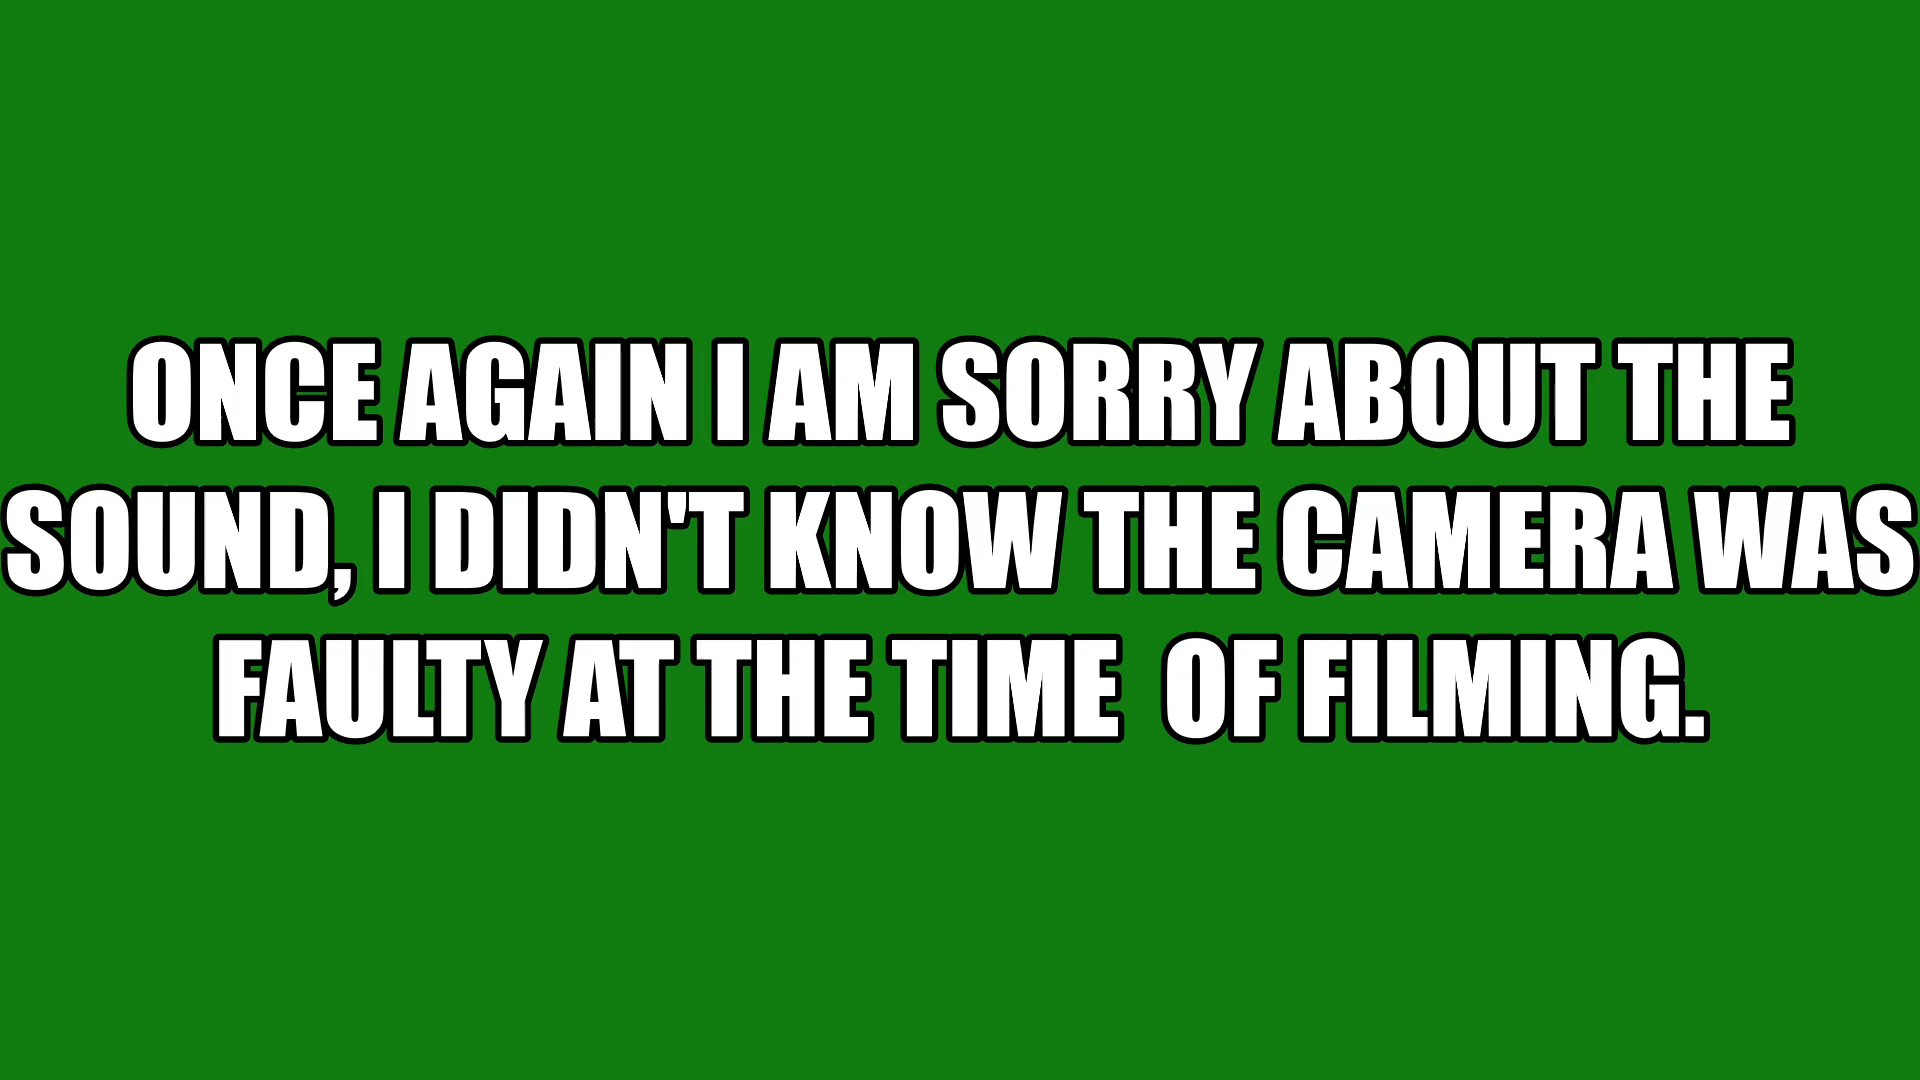 ONCE AGAIN I AM SORRY ABOUT THE
SOUND, I DIDN'T KNOW THE CAMERA WAS
FAULTY AT THE TIME  OF FILMING.